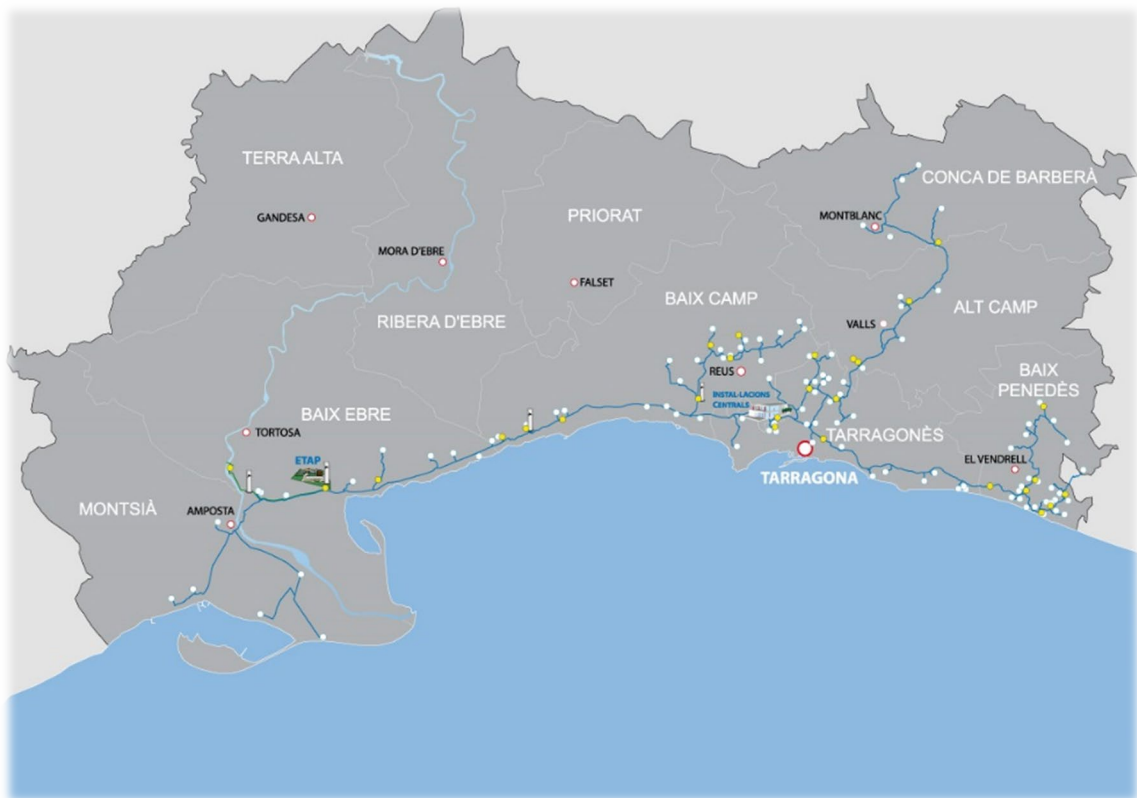 TERRA ALTA
CONCA DE BARBERÀ
GANDESA
PRIORAT
MONTBLANC
MORA D'EBRE
FALSET
BAIX CAMP
RIBERA D'EBRE
VALLS
ALT CAMP
BAIX
PENEDÈS
REUS
INSTAL·LACIONS
CENTRALS
BAIX EBRE
TORTOSA
TARRAGONÈS
ETAP
EL VENDRELL
TARRAGONA
MONTSIÀ
AMPOSTA